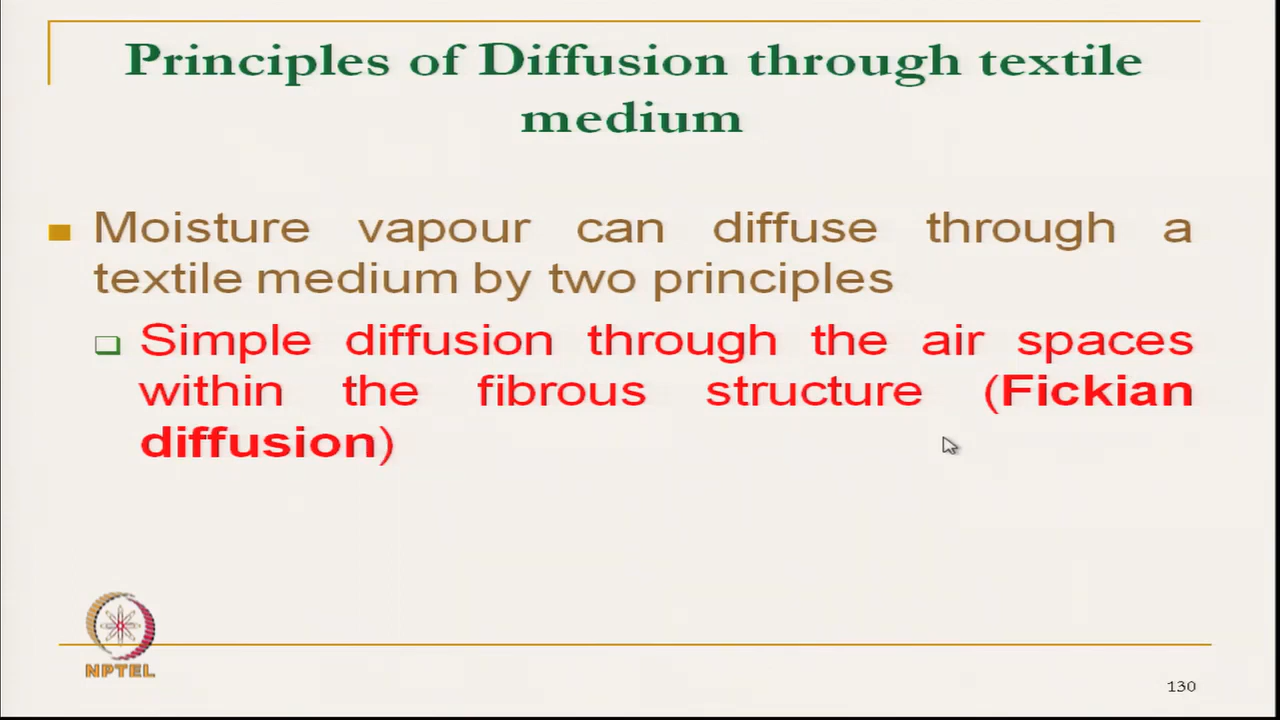 Principles of Diffusion through textile
medium
Moisture vapour can diffuse through a
textile medium by two principles
Simple diffusion through the air spaces
within the fibrous structure (Fickian
diffusion)
NPTEL
130